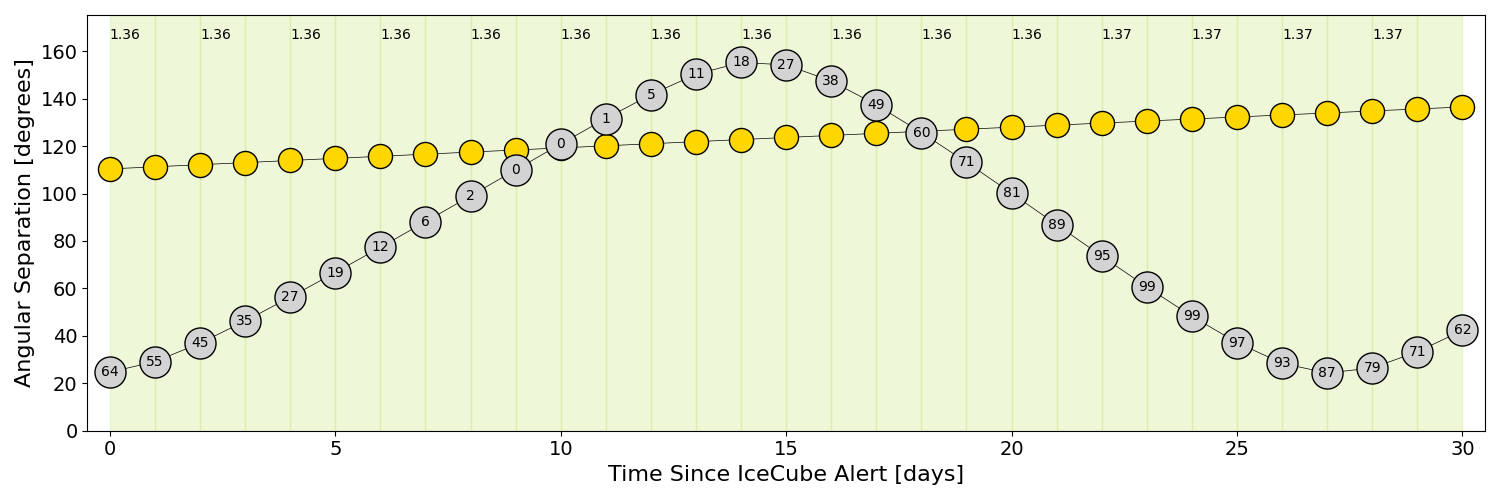 1.36 1.36 1.36 1.36 1.36 1.36 1.36 1.36 1.36 1.36 1.36 1.37 1.37 1.37 1.37
Angular Separation [degrees]
160
140
120
100
80
60
40
20
0
64 55 45 35 27 19 12 6 2 0 0 1 5 11 18 27 38 49 60 71 81 89 95 99 99 97 93 87 79 71 62
0 5 10 15 20 25 30
Time Since IceCube Alert [days]